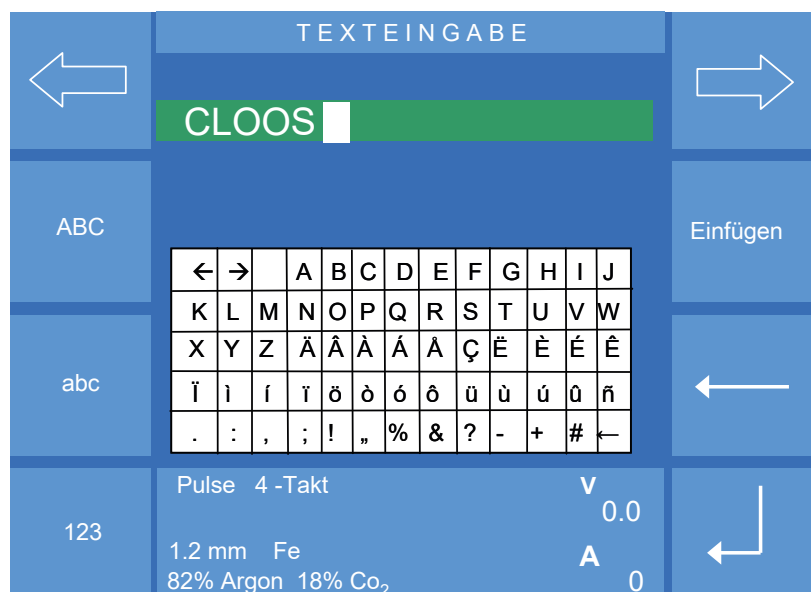 TEXTEINGABE
CLOOS
ABC
Einfügen
← → A B C D E F G H I J
K L M N O P Q R S T U V W
X Y Z Ä Â À Á Å Ç Ë È É Ê
Ï ì í ï ö ò ó ô ü ù ú û ñ
. : , ; ! „ % & ? - + # ←
abc
123
Pulse 4 -Takt
V
0.0
1.2 mm Fe
A
82% Argon 18% Co₂
0